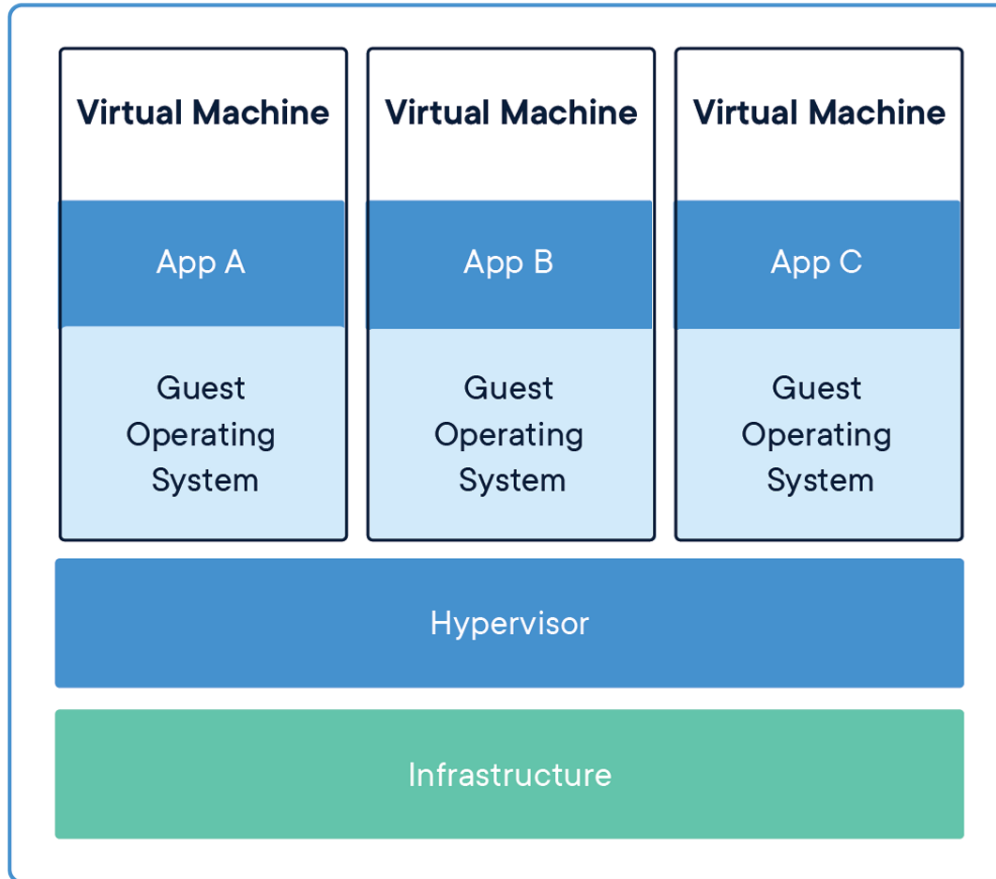 Virtual Machine
App A
Guest
Operating
System
Virtual Machine
App B
Guest
Operating
System
Virtual Machine
App C
Guest
Operating
System
Hypervisor
Infrastructure